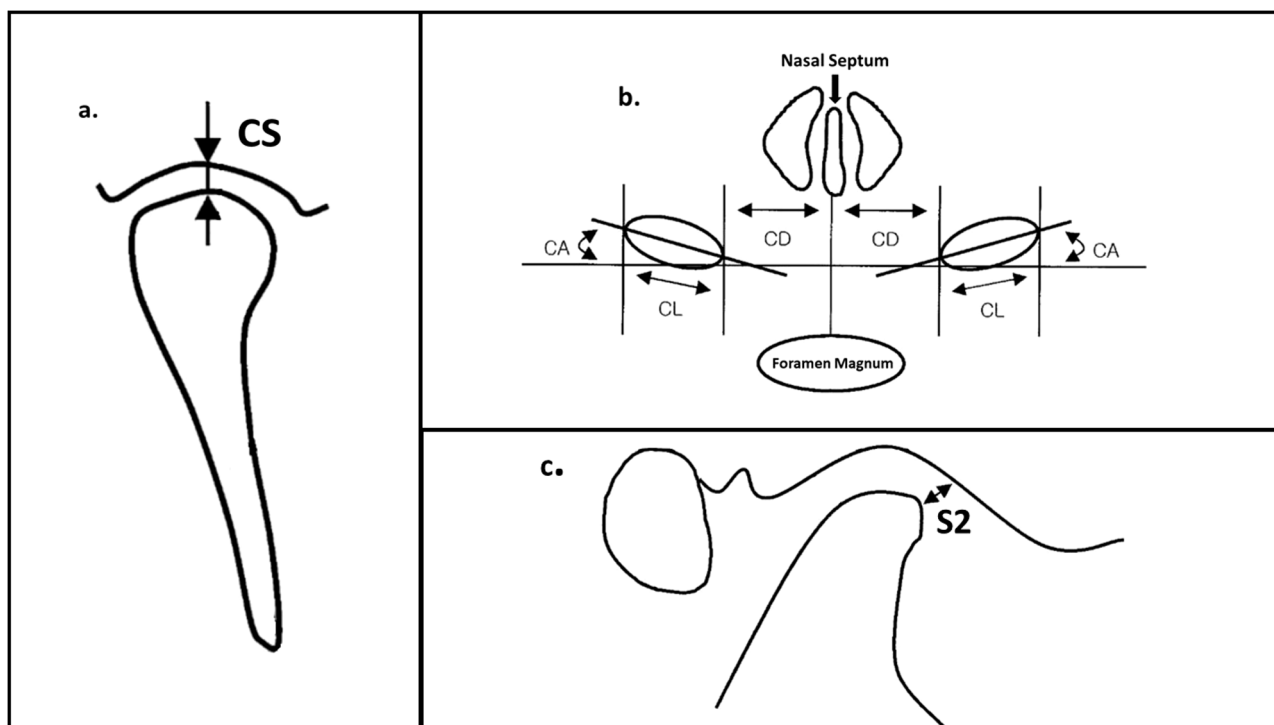 a.
CS
b.
Nasal Septum
CD
CD
CA
CA
CL
CL
Foramen Magnum
c.
S2